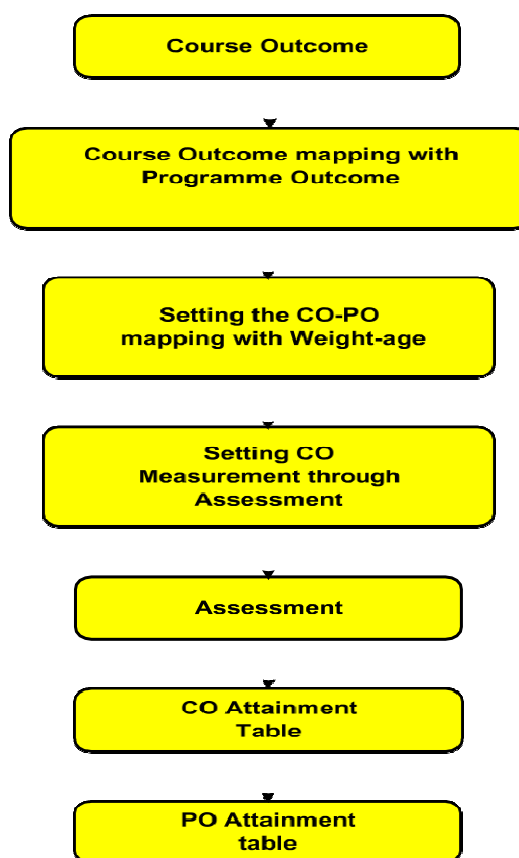 Course Outcome
Course Outcome mapping with
Programme Outcome
Setting the CO-PO
mapping with Weight-age
Setting CO
Measurement through
Assessment
Assessment
CO Attainment
Table
PO Attainment
table